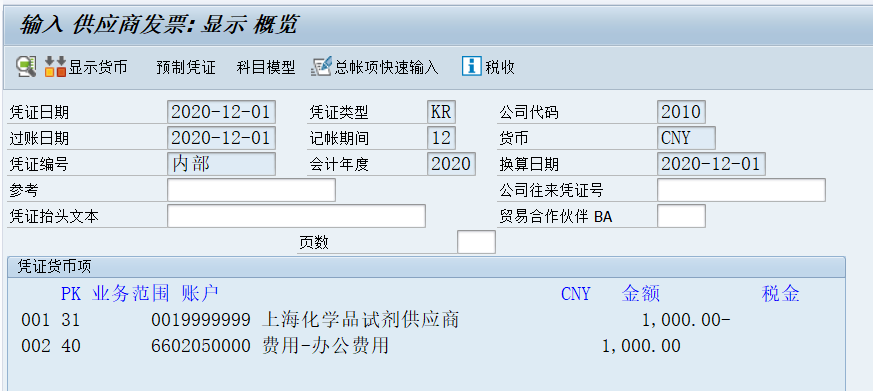 输入 供应商发票: 显示 概览
显示货币 预制凭证 科目模型 总帐项快速输入 税收
凭证日期 2020-12-01 凭证类型 KR 公司代码 2010
过账日期 2020-12-01 记帐期间 12 货币 CNY
凭证编号 内部 会计年度 2020 换算日期 2020-12-01
参考 公司往来凭证号
凭证抬头文本 贸易合作伙伴 BA
页数
凭证货币项
PK 业务范围 账户 CNY 金额 税金
001 31 0019999999 上海化学品试剂供应商 1,000.00-
002 40 6602050000 费用-办公费用 1,000.00